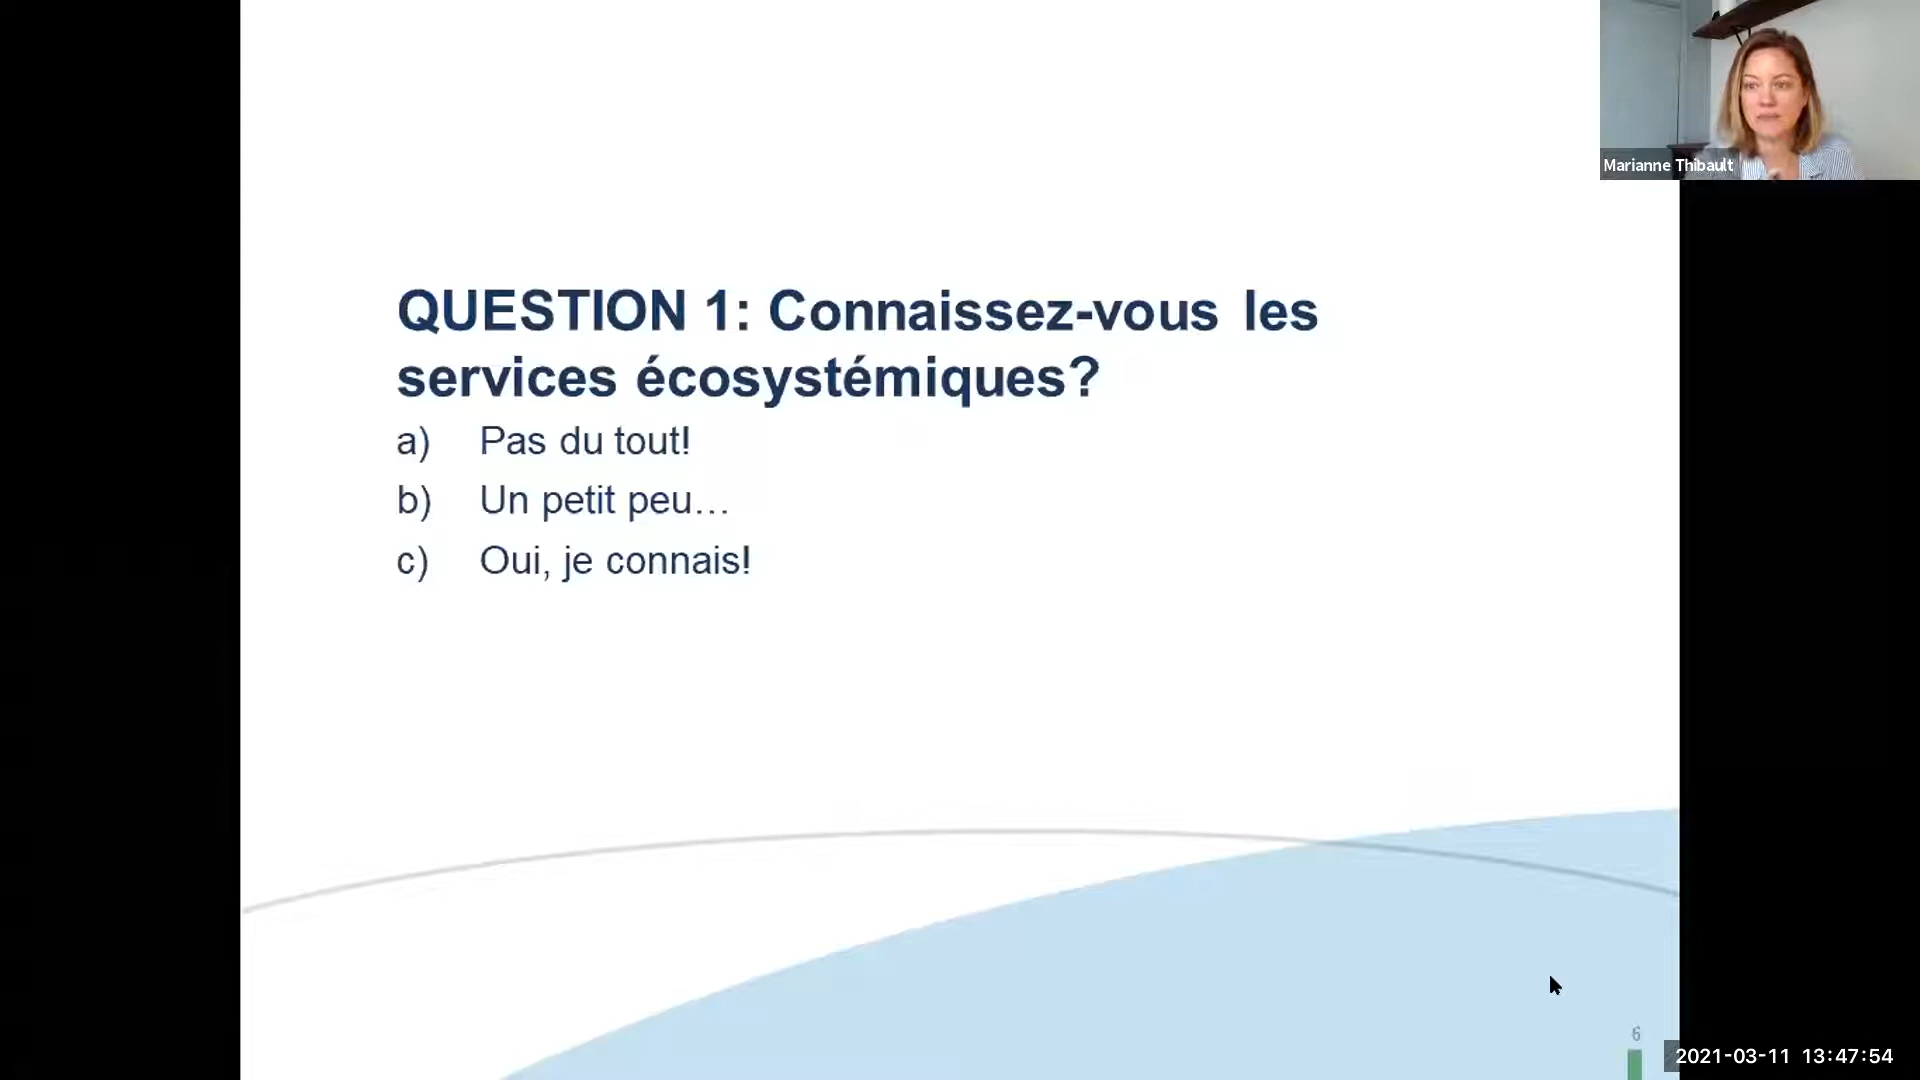 Marianne Thibault
QUESTION 1: Connaissez-vous les
services écosystémiques?
a) Pas du tout!
b) Un petit peu...
c) Oui, je connais!
6
2021-03-11 13:47:54